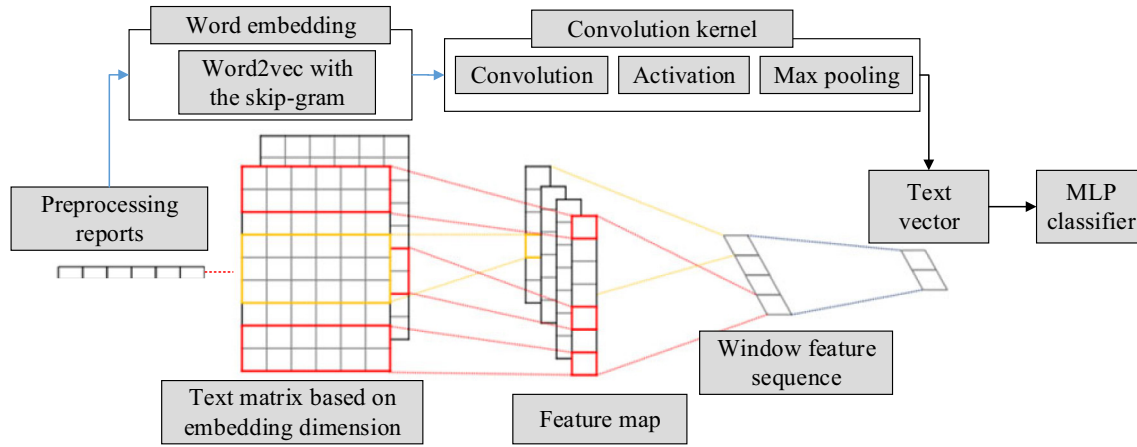 Word embedding
Word2vec with
the skip-gram
Convolution kernel
Convolution
Activation
Max pooling
Preprocessing
reports
Text
vector
MLP
classifier
Text matrix based on
embedding dimension
Feature map
Window feature
sequence